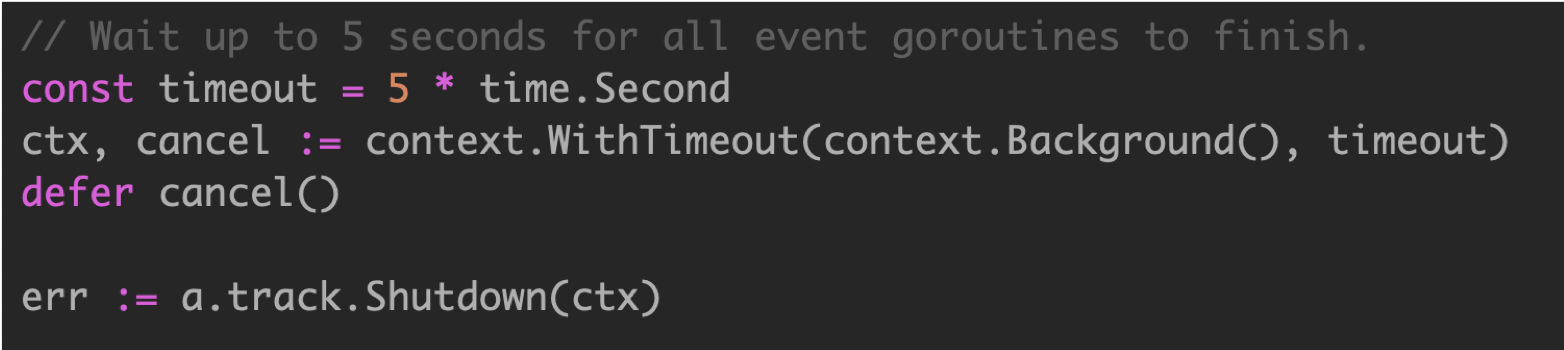 // Wait up to 5 seconds for all event goroutines to finish.
const timeout = 5 * time.Second
ctx, cancel := context.WithTimeout(context.Background(), timeout)
defer cancel()

err := a.track.Shutdown(ctx)